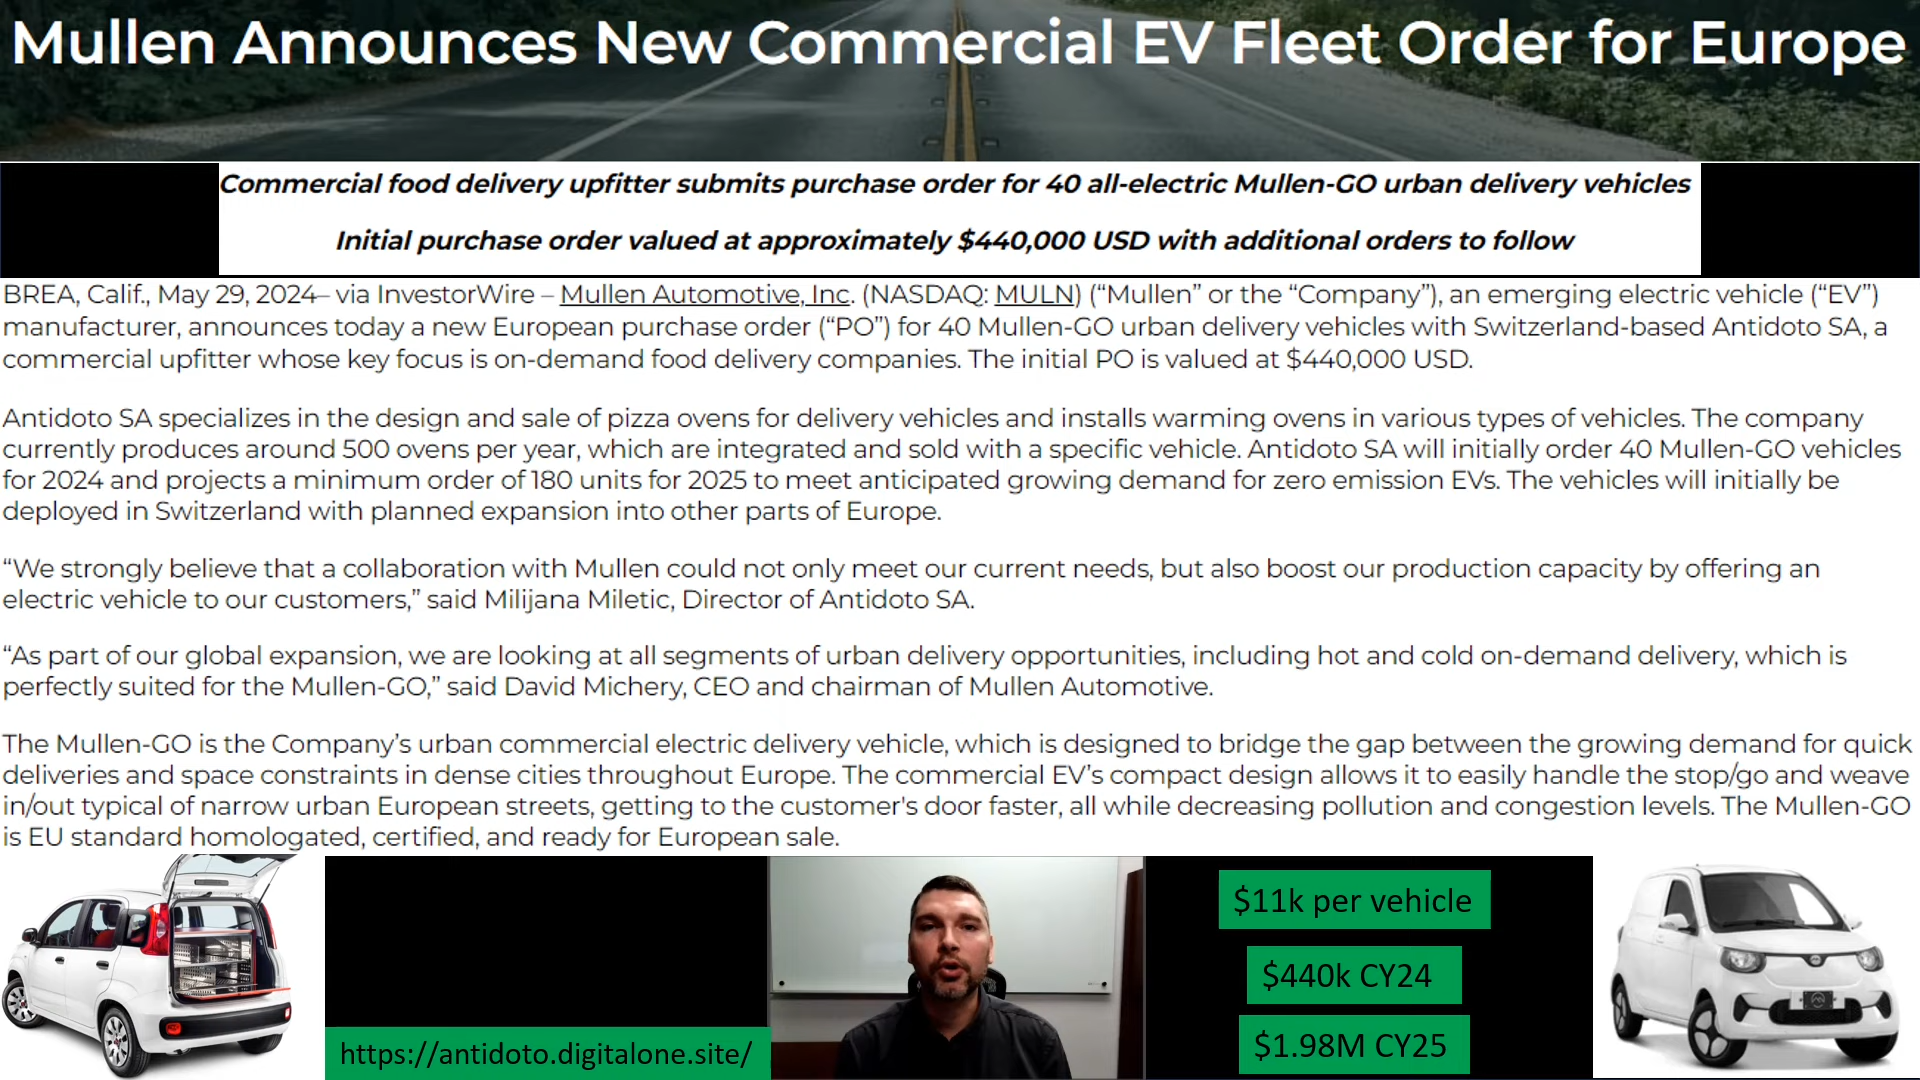 Mullen Announces New Commercial EV Fleet Order for Europe
Commercial food delivery upfitter submits purchase order for 40 all-electric Mullen-GO urban delivery vehicles
Initial purchase order valued at approximately $440,000 USD with additional orders to follow
BREA, Calif., May 29, 2024– via InvestorWire – Mullen Automotive, Inc. (NASDAQ: MULN) (“Mullen” or the “Company”), an emerging electric vehicle (“EV”)
manufacturer, announces today a new European purchase order (“PO”) for 40 Mullen-GO urban delivery vehicles with Switzerland-based Antidoto SA, a
commercial upfitter whose key focus is on-demand food delivery companies. The initial PO is valued at $440,000 USD.
Antidoto SA specializes in the design and sale of pizza ovens for delivery vehicles and installs warming ovens in various types of vehicles. The company
currently produces around 500 ovens per year, which are integrated and sold with a specific vehicle. Antidoto SA will initially order 40 Mullen-GO vehicles
for 2024 and projects a minimum order of 180 units for 2025 to meet anticipated growing demand for zero emission EVs. The vehicles will initially be
deployed in Switzerland with planned expansion into other parts of Europe.
“We strongly believe that a collaboration with Mullen could not only meet our current needs, but also boost our production capacity by offering an
electric vehicle to our customers,” said Milijana Miletic, Director of Antidoto SA.
“As part of our global expansion, we are looking at all segments of urban delivery opportunities, including hot and cold on-demand delivery, which is
perfectly suited for the Mullen-GO,” said David Michery, CEO and chairman of Mullen Automotive.
The Mullen-GO is the Company’s urban commercial electric delivery vehicle, which is designed to bridge the gap between the growing demand for quick
deliveries and space constraints in dense cities throughout Europe. The commercial EV’s compact design allows it to easily handle the stop/go and weave
in/out typical of narrow urban European streets, getting to the customer's door faster, all while decreasing pollution and congestion levels. The Mullen-GO
is EU standard homologated, certified, and ready for European sale.
$11k per vehicle
$440k CY24
$1.98M CY25
https://antidoto.digitalone.site/